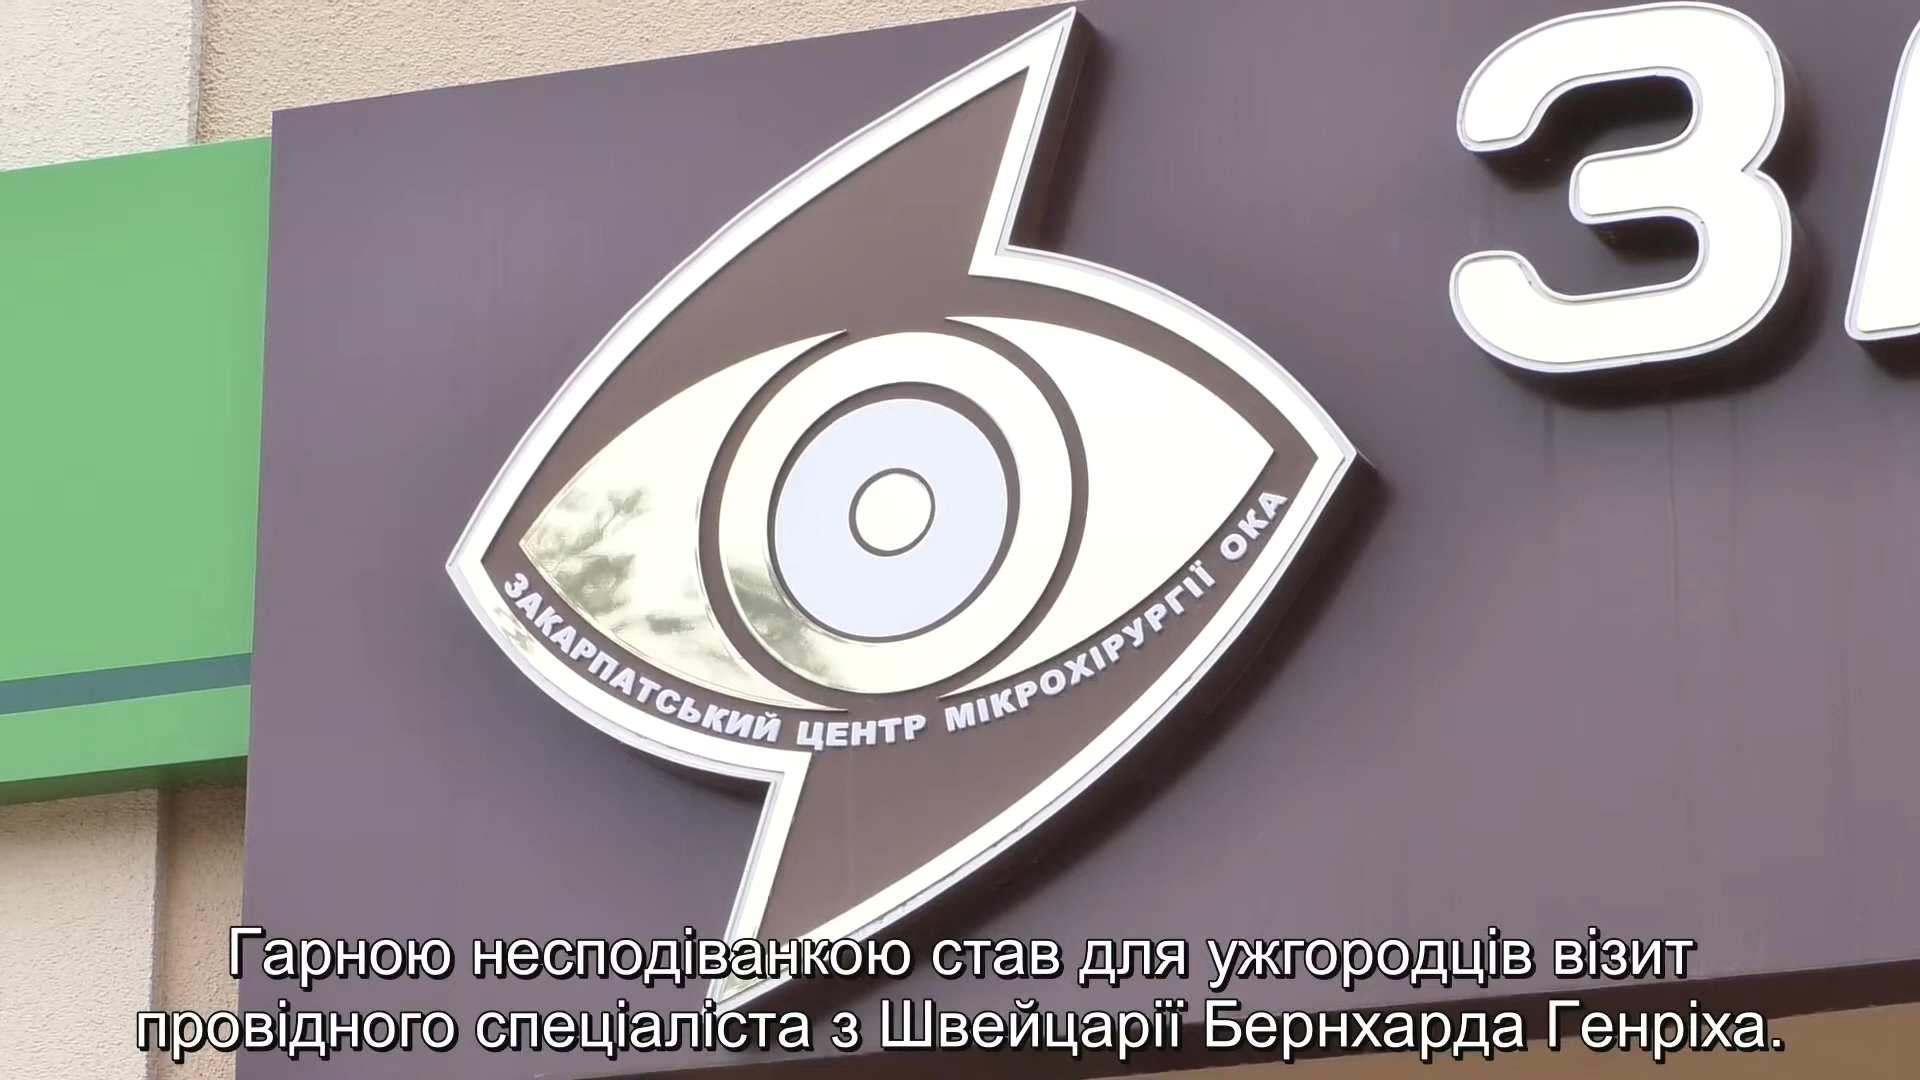 ЗАКАРПАТСЬКИЙ ЦЕНТР МІКРОХІРУРГІЇ ОКА
Гарною несподіванкою став для ужгородців візит
провідного спеціаліста з Швейцарії Бернхарда Генріха.